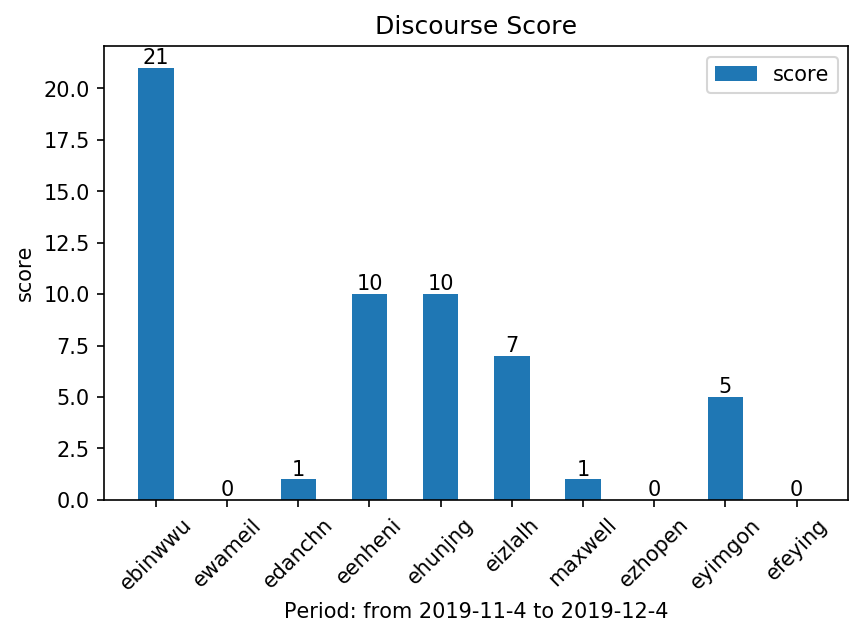 Discourse Score
score
21
0
1
10
10
7
1
0
5
0
20.0
17.5
15.0
12.5
10.0
7.5
5.0
2.5
0.0
score
ebinwwu
ewameil
edanchn
eenheni
ehunjng
eizlalh
maxwell
ezhopen
eyimgon
efeying
Period: from 2019-11-4 to 2019-12-4